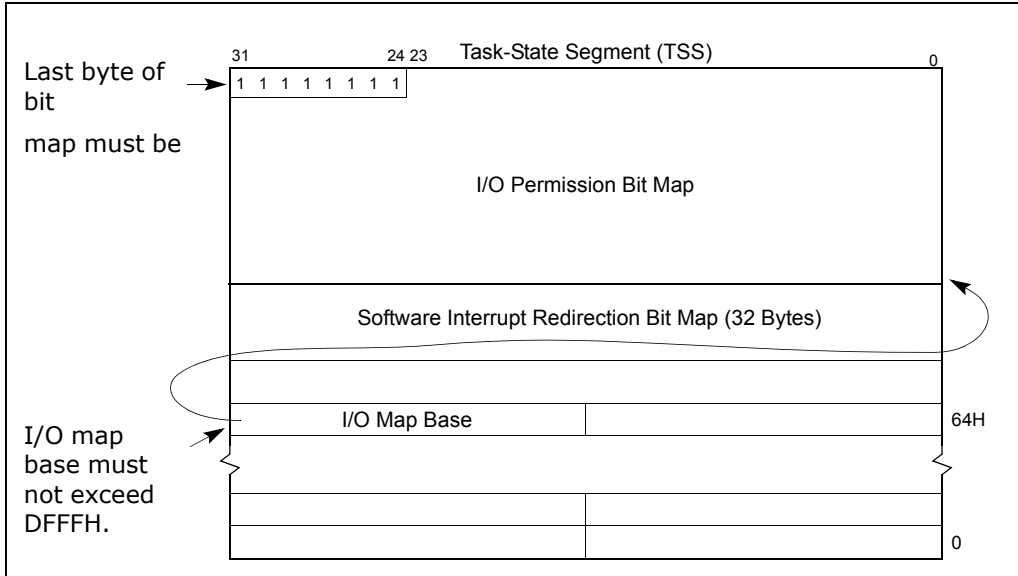 Task-State Segment (TSS)
31 24 23 0
Last byte of
bit
map must be
1 1 1 1 1 1 1 1
I/O Permission Bit Map
Software Interrupt Redirection Bit Map (32 Bytes)
I/O Map Base
64H
I/O map
base must
not exceed
DFFFH.
0